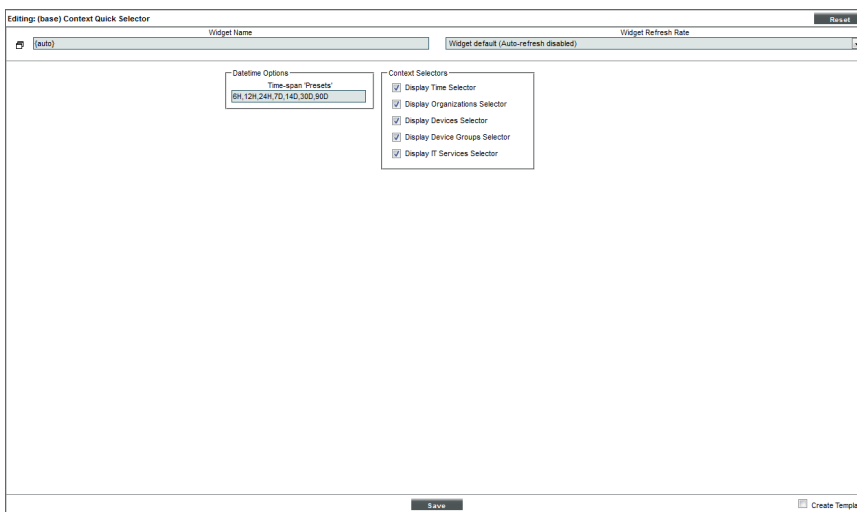 Editing: (base) Context Quick Selector
Reset
Widget Name
Widget Refresh Rate
{auto}
Widget default (Auto-refresh disabled)
Datetime Options
Time-span 'Presets'
6H,12H,24H,7D,14D,30D,90D
Context Selectors
Display Time Selector
Display Organizations Selector
Display Devices Selector
Display Device Groups Selector
Display IT Services Selector
Save
Create Templa